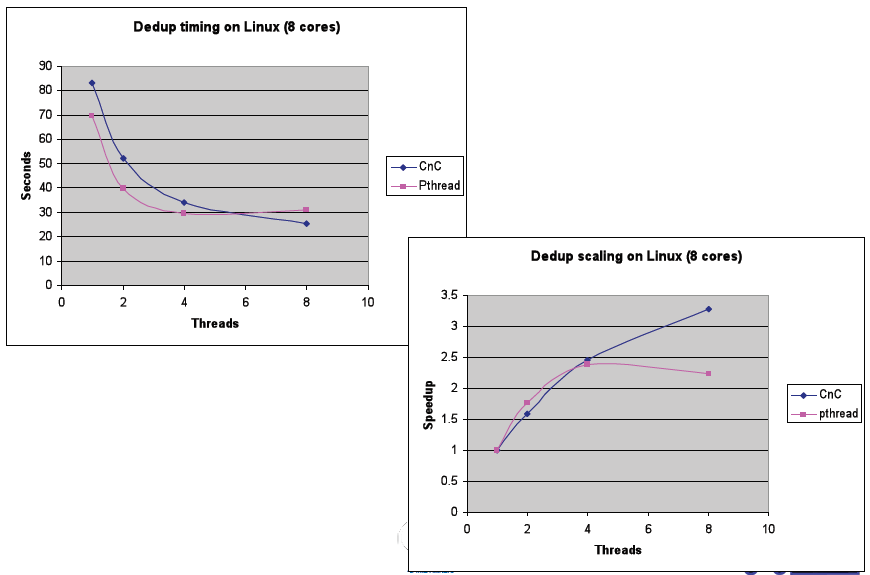 Dedup timing on Linux (8 cores)
90
80
70
60
50
40
30
20
10
0
Seconds
0 2 4 6 8 10
Threads
CnC
Pthread
Dedup scaling on Linux (8 cores)
3.5
3
2.5
2
1.5
1
0.5
0
Speedup
0 2 4 6 8 10
Threads
CnC
pthread